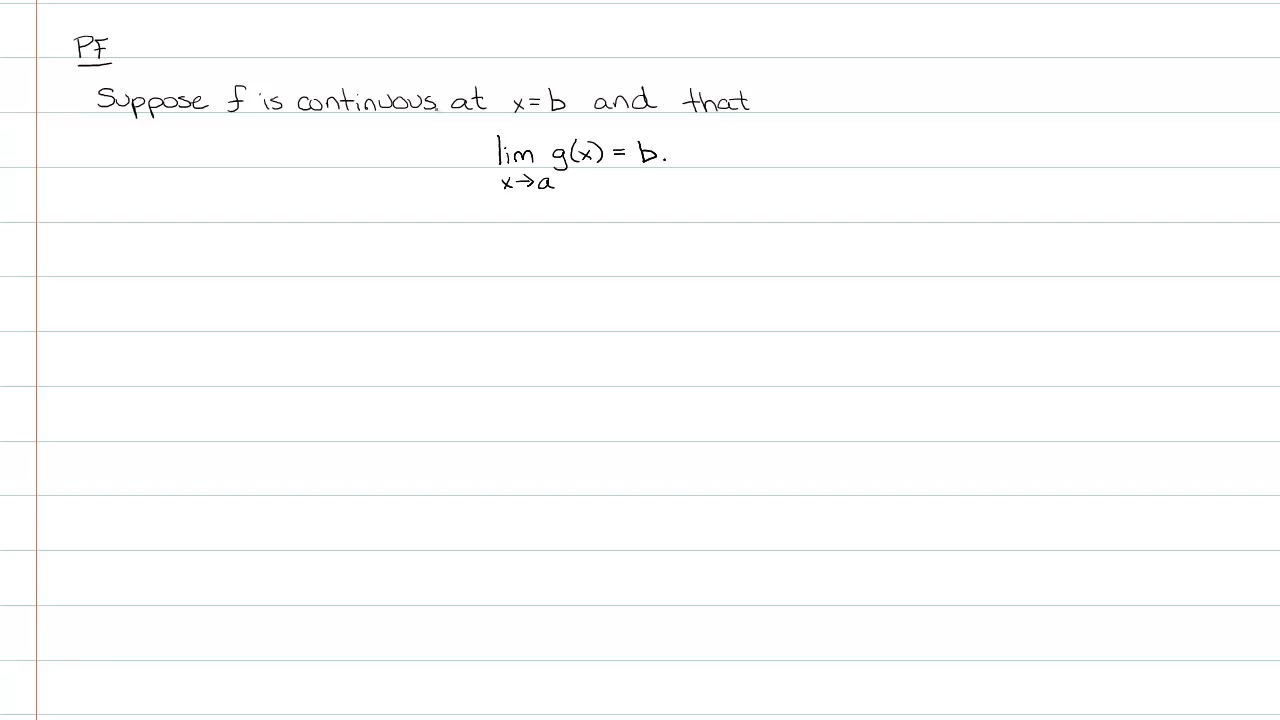 PF
Suppose f is continuous at x=b and that
lim g(x) = b.
x→a